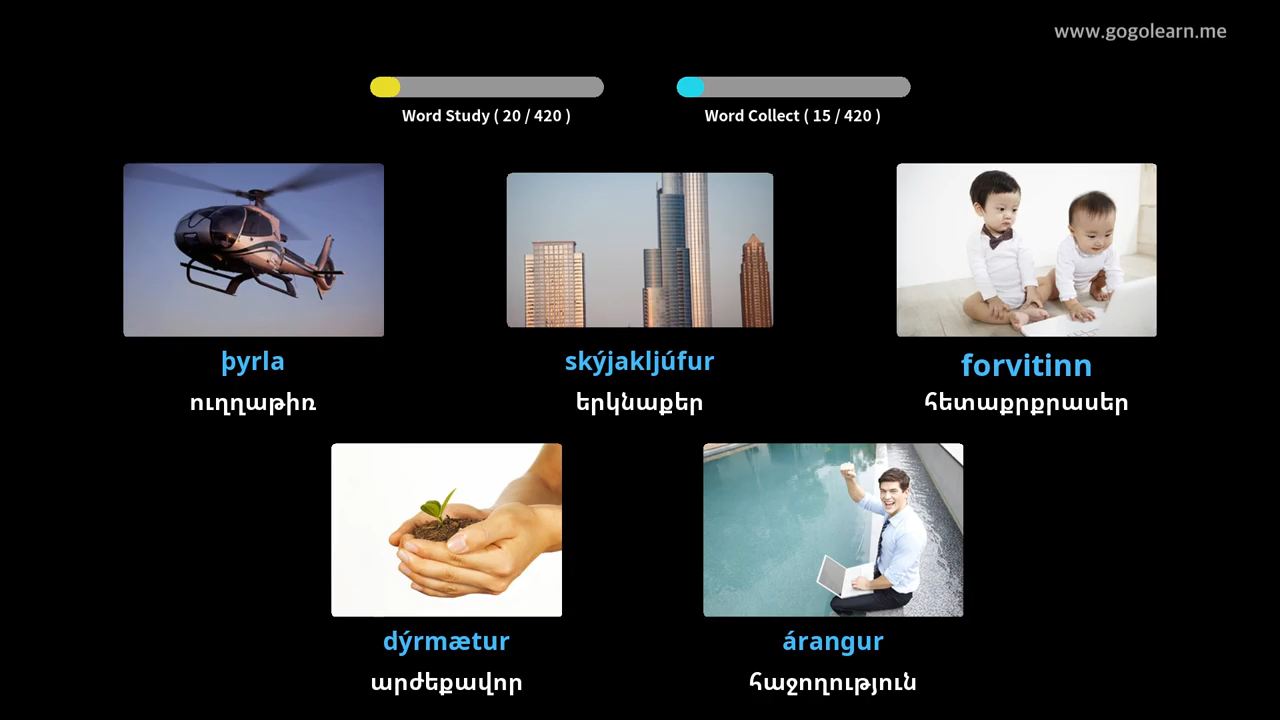 www.gogolearn.me
Word Study ( 20 / 420 )
Word Collect ( 15 / 420 )
þyrla
ուղղաթիռ
skýjakljúfur
երկնաքեր
forvitinn
հետաքրքրասեր
dýrmætur
արժեքավոր
árangur
հաջողություն